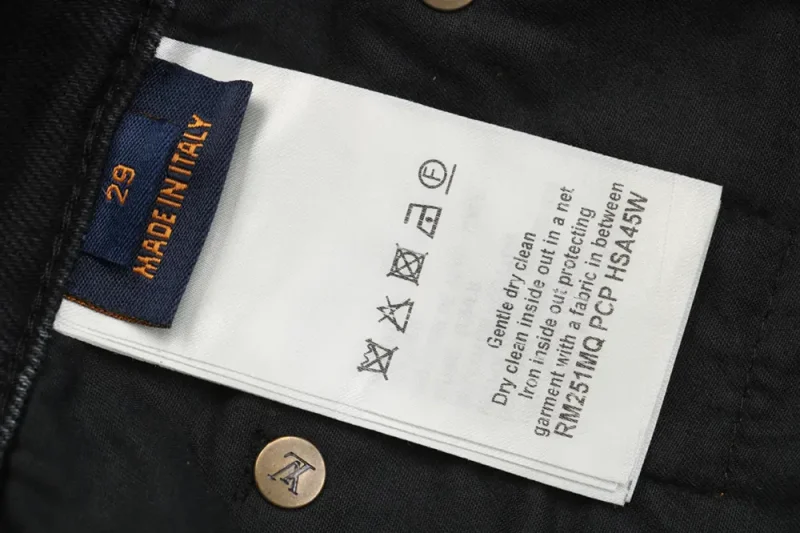 29
MADE IN ITALY
F
Gentle dry clean
Dry clean inside out in a net
Iron inside out protecting
garment with a fabric in between
RM251MQ PCP HSA45W
LV